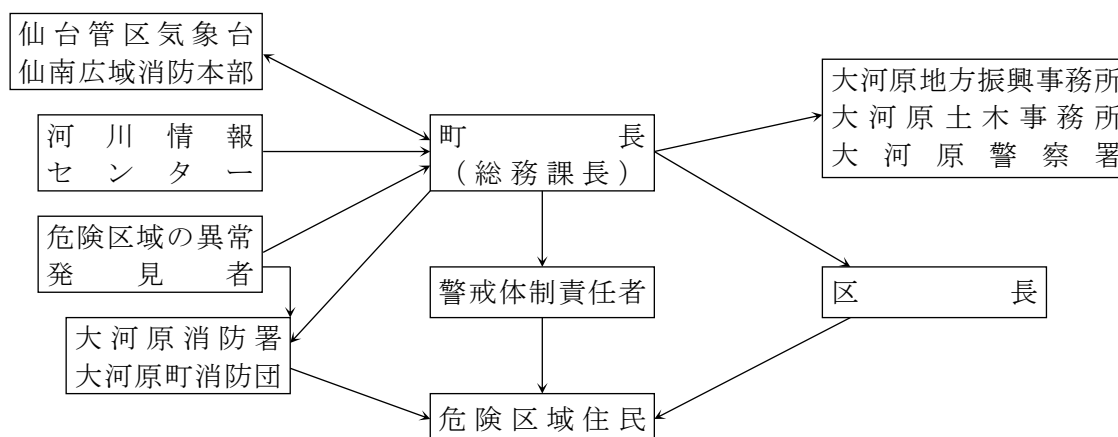 仙台管区気象台
仙南広域消防本部
河川情報
センター
危険区域の異常
発見者
大河原消防署
大河原町消防団
町長
（総務課長）
警戒体制責任者
危険区域住民
大河原地方振興事務所
大河原土木事務所
大河原警察署
区長